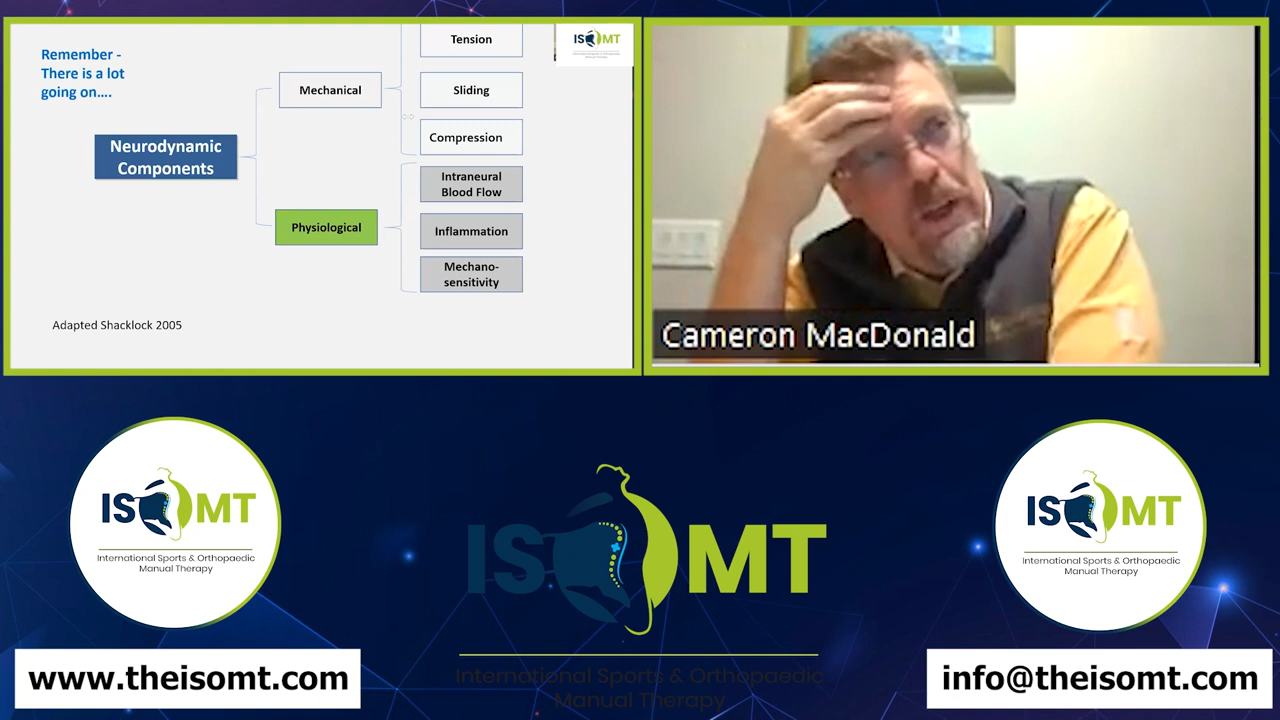 Remember -
There is a lot
going on....
Neurodynamic
Components
Mechanical
Physiological
Tension
Sliding
Compression
Intraneural
Blood Flow
Inflammation
Mechano-
sensitivity
Adapted Shacklock 2005
ISOMT
Cameron MacDonald
ISOMT
International Sports & Orthopaedic
Manual Therapy
ISOMT
International Sports & Orthopaedic
Manual Therapy
ISOMT
International Sports & Orthopaedic
Manual Therapy
www.theisomt.com
info@theisomt.com